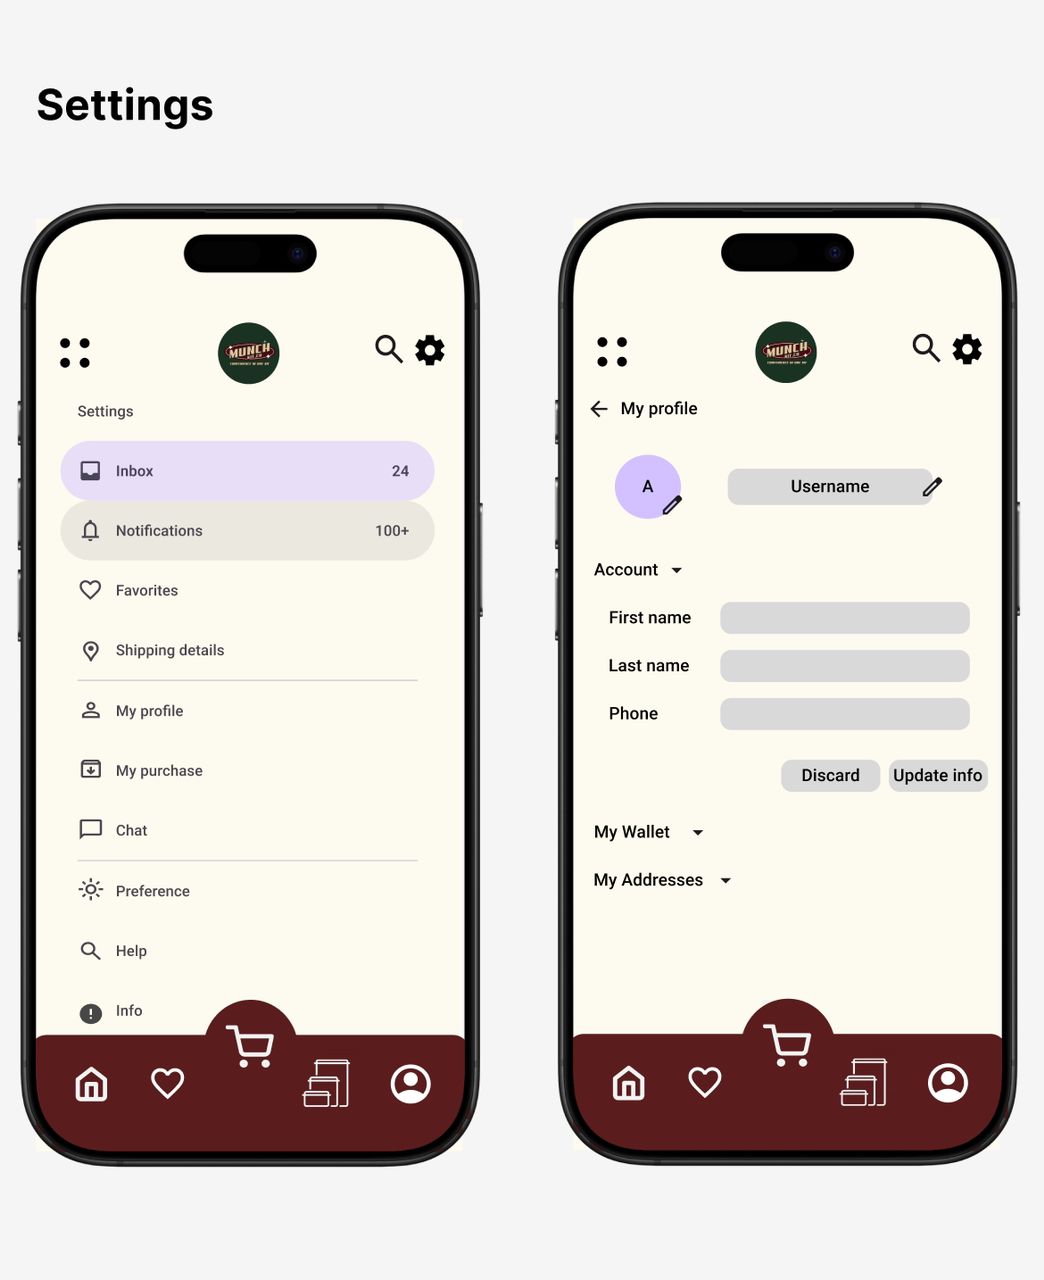 Settings
MUNCH
Settings
Inbox 24
Notifications 100+
Favorites
Shipping details
My profile
My purchase
Chat
Preference
Help
Info
MUNCH
My profile
A Username
Account
First name
Last name
Phone
Discard Update info
My Wallet
My Addresses